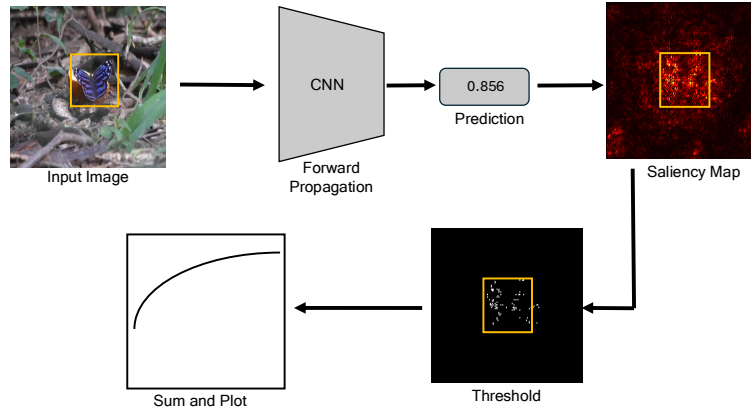 CNN
0.856
Prediction
Input Image
Forward
Propagation
Saliency Map
Sum and Plot
Threshold